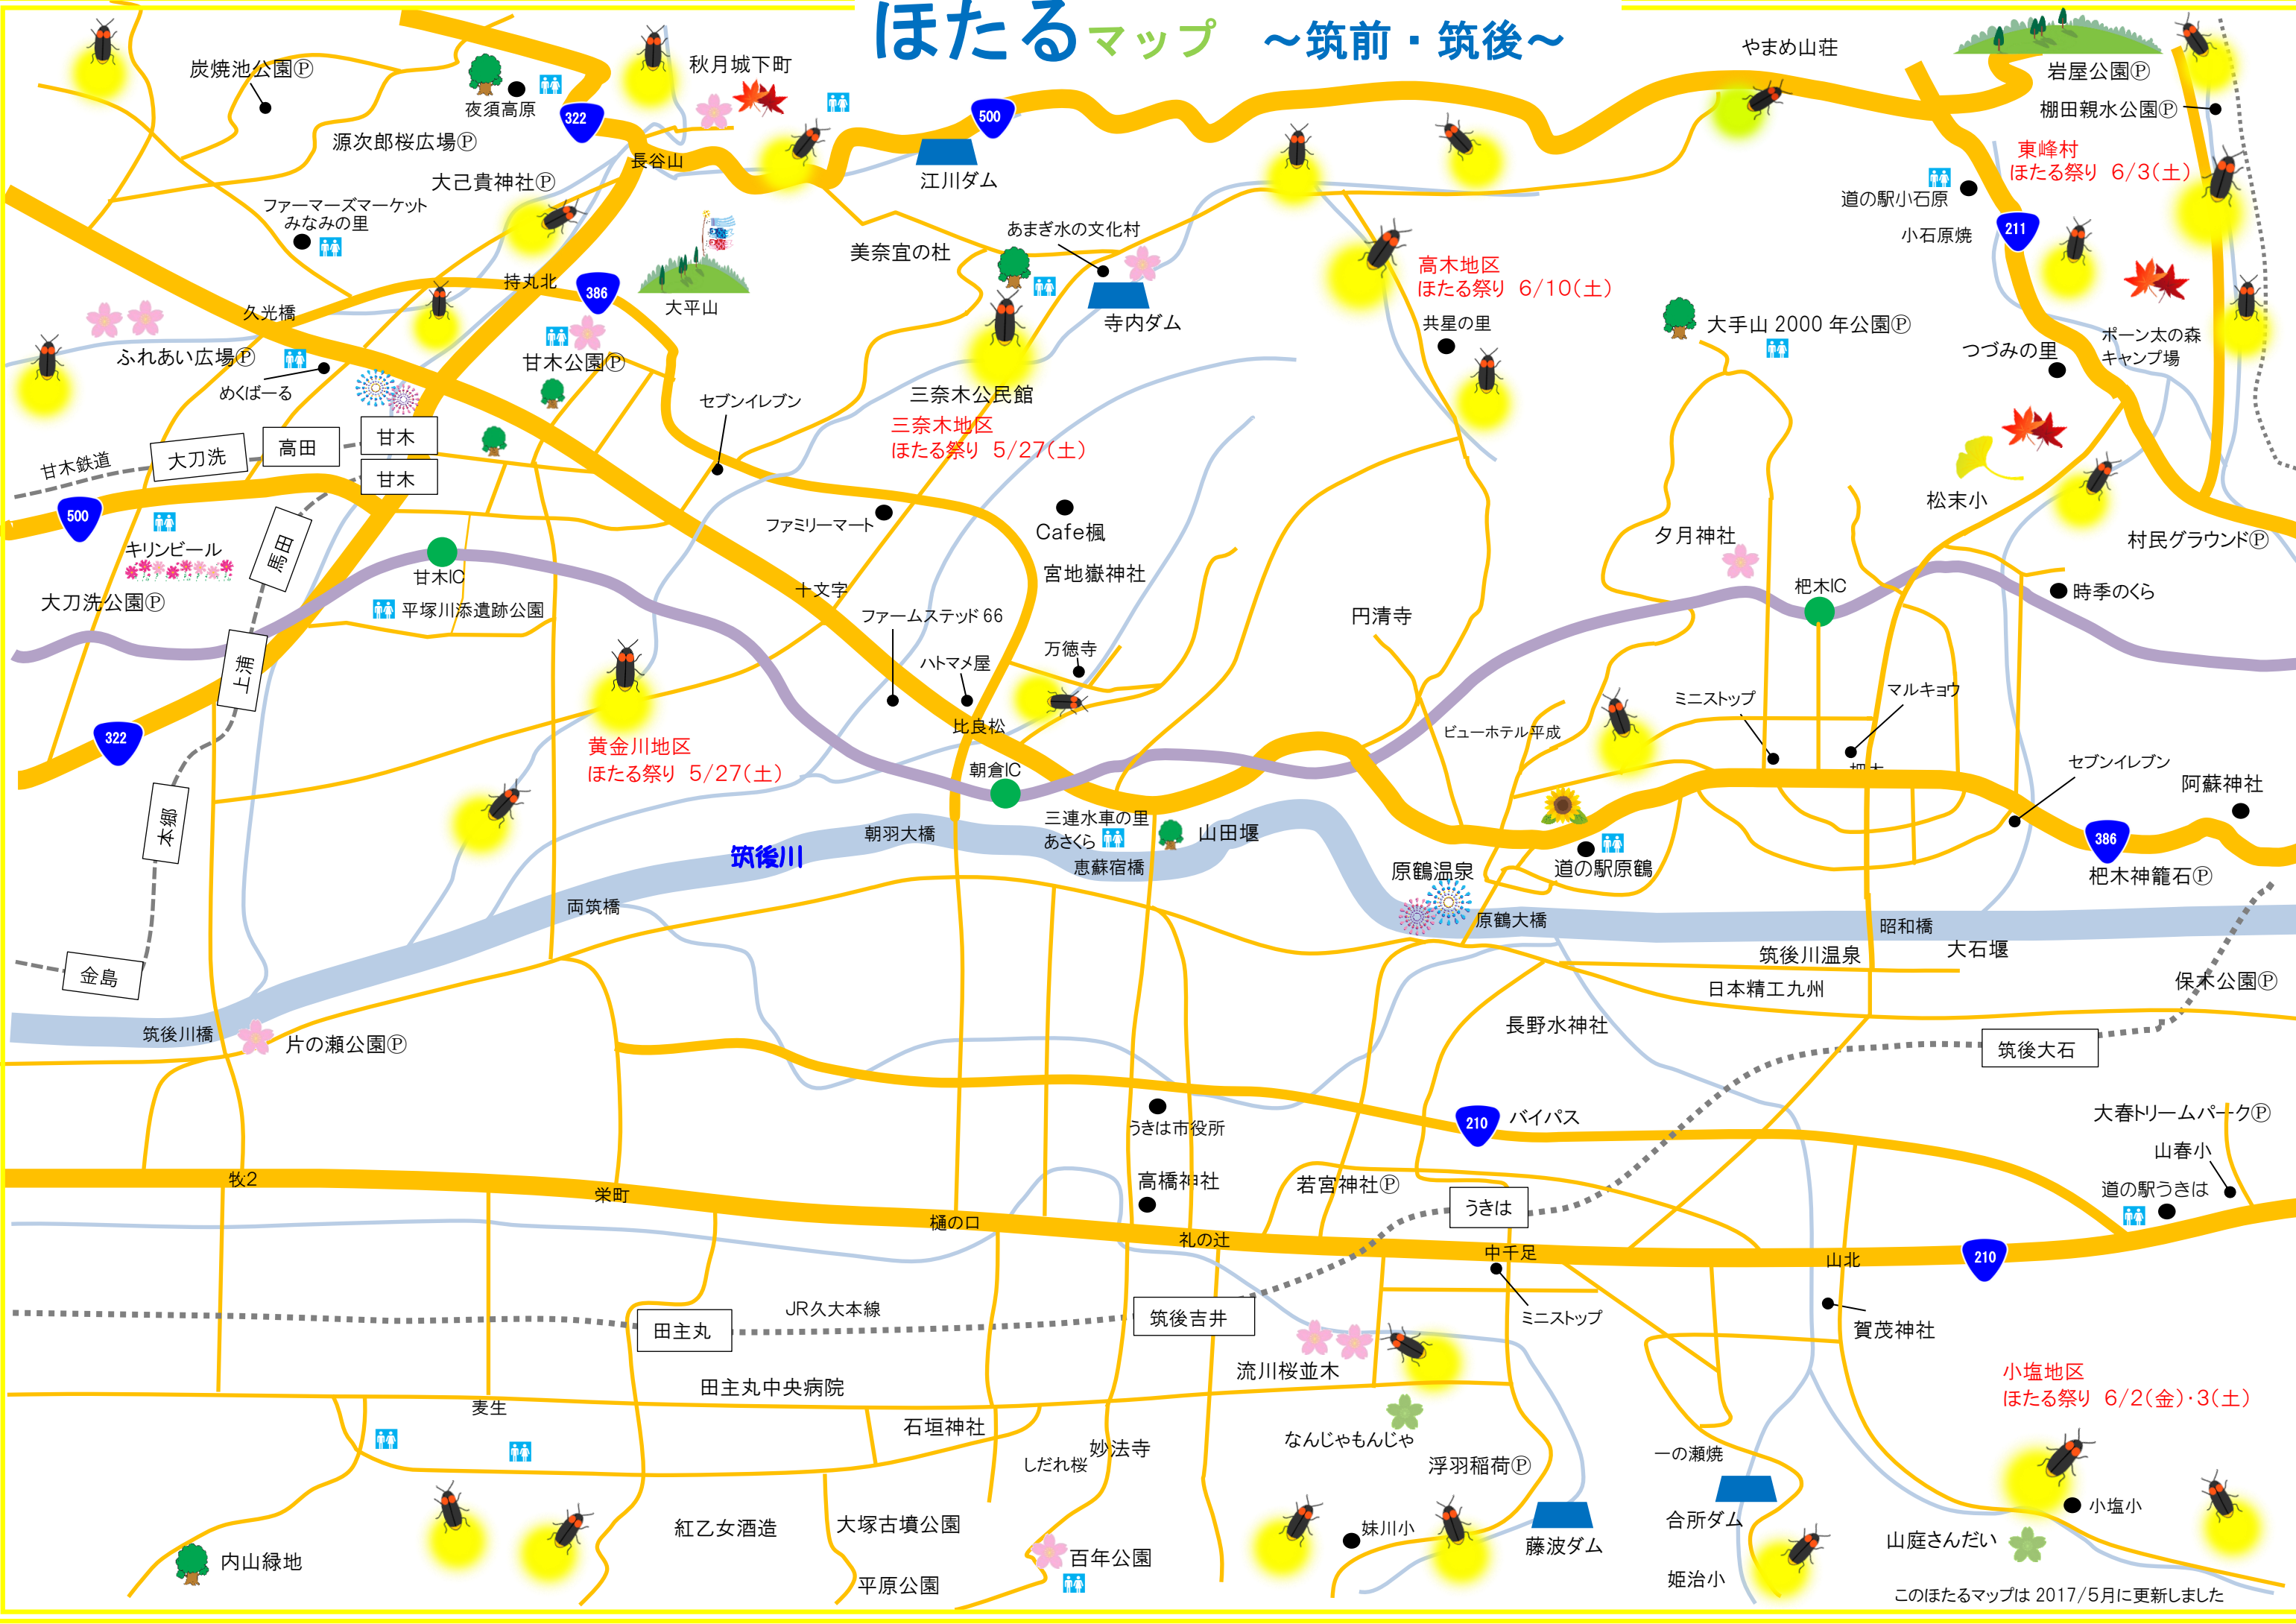 ほたるマップ ～筑前・筑後～
炭焼池公園Ⓟ
夜須高原
322
秋月城下町
500
やまめ山荘
岩屋公園Ⓟ
棚田親水公園Ⓟ
源次郎桜広場Ⓟ
長谷山
江川ダム
東峰村
ほたる祭り 6/3(土)
大己貴神社Ⓟ
道の駅小石原
小石原焼
211
ファーマーズマーケット
みなみの里
美奈宜の杜
あまぎ水の文化村
高木地区
ほたる祭り 6/10(土)
持丸北
386
大平山
寺内ダム
共星の里
大手山2000年公園Ⓟ
ポーン太の森
キャンプ場
つづみの里
久光橋
ふれあい広場Ⓟ
めくばーる
甘木公園Ⓟ
三奈木公民館
三奈木地区
ほたる祭り 5/27(土)
セブンイレブン
甘木鉄道
大刀洗
高田
甘木
甘木
500
キリンビール
大刀洗公園Ⓟ
馬田
甘木IC
平塚川添遺跡公園
ファミリーマート
Cafe楓
宮地嶽神社
十文字
ファームステッド66
ハトマメ屋
万徳寺
比良松
円清寺
夕月神社
松末小
村民グラウンドⓅ
杷木IC
時季のくら
上浦
322
黄金川地区
ほたる祭り 5/27(土)
朝倉IC
ビューホテル平成
ミニストップ
マルキョウ
セブンイレブン
阿蘇神社
本郷
金島
筑後川
朝羽大橋
三連水車の里
あさくら
恵蘇宿橋
山田堰
原鶴温泉
道の駅原鶴
386
杷木神籠石Ⓟ
両筑橋
原鶴大橋
昭和橋
大石堰
筑後川温泉
日本精工九州
保木公園Ⓟ
筑後川橋
片の瀬公園Ⓟ
長野水神社
筑後大石
うきは市役所
210
バイパス
大春トリームパークⓅ
山春小
道の駅うきは
高橋神社
若宮神社Ⓟ
うきは
牧2
栄町
樋の口
礼の辻
中千足
山北
210
JR久大本線
田主丸
筑後吉井
ミニストップ
賀茂神社
流川桜並木
小塩地区
ほたる祭り 6/2(金)・3(土)
田主丸中央病院
麦生
石垣神社
しだれ桜
妙法寺
なんじゃもんじゃ
浮羽稲荷Ⓟ
一の瀬焼
合所ダム
小塩小
内山緑地
紅乙女酒造
大塚古墳公園
平原公園
百年公園
妹川小
藤波ダム
姫治小
山庭さんだい
このほたるマップは2017/5月に更新しました